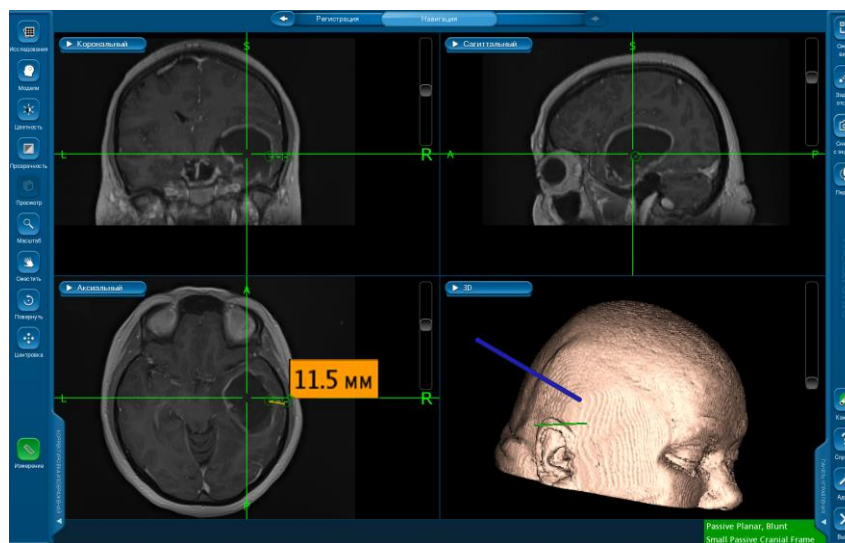 Регистрация
Навигация
Исследования
Модели
Цветность
Прозрачность
Просмотр
Масштаб
Сместить
Повернуть
Центровка
Измерение
Корональный
S
L
R
Сагиттальный
S
A
P
Аксиальный
A
L
R
P
11.5 мм
3D
Passive Planar, Blunt
Small Passive Cranial Frame